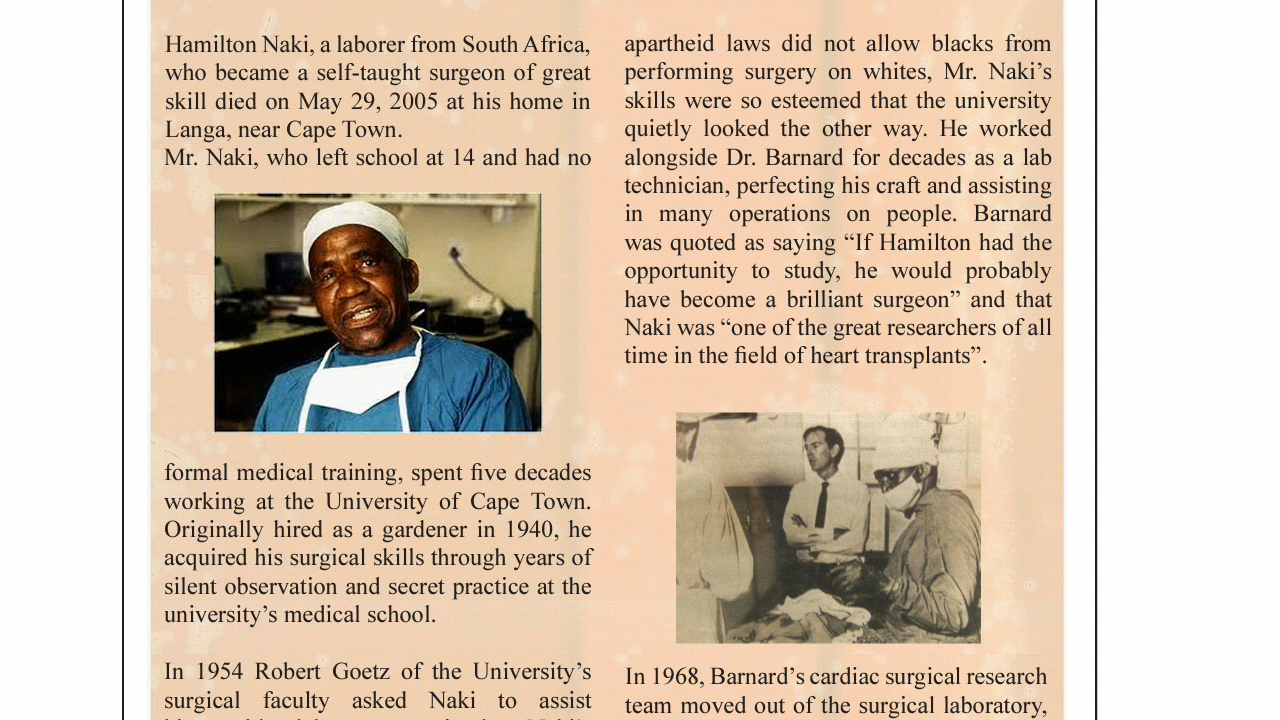 Hamilton Naki, a laborer from South Africa,
who became a self-taught surgeon of great
skill died on May 29, 2005 at his home in
Langa, near Cape Town.
Mr. Naki, who left school at 14 and had no
formal medical training, spent five decades
working at the University of Cape Town.
Originally hired as a gardener in 1940, he
acquired his surgical skills through years of
silent observation and secret practice at the
university’s medical school.
In 1954 Robert Goetz of the University’s
surgical faculty asked Naki to assist
apartheid laws did not allow blacks from
performing surgery on whites, Mr. Naki’s
skills were so esteemed that the university
quietly looked the other way. He worked
alongside Dr. Barnard for decades as a lab
technician, perfecting his craft and assisting
in many operations on people. Barnard
was quoted as saying “If Hamilton had the
opportunity to study, he would probably
have become a brilliant surgeon” and that
Naki was “one of the great researchers of all
time in the field of heart transplants”.
In 1968, Barnard’s cardiac surgical research
team moved out of the surgical laboratory,